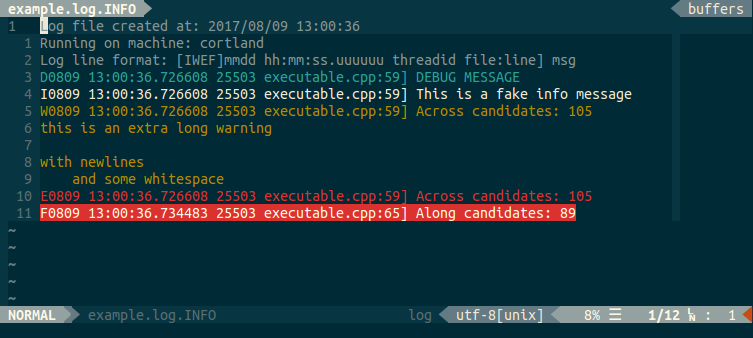 example.log.INFO buffers
1 Log file created at: 2017/08/09 13:00:36
1 Running on machine: cortland
2 Log line format: [IWEF]mmdd hh:mm:ss.uuuuuu threadid file:line] msg
3 D0809 13:00:36.726608 25503 executable.cpp:59] DEBUG MESSAGE
4 I0809 13:00:36.726608 25503 executable.cpp:59] This is a fake info message
5 W0809 13:00:36.726608 25503 executable.cpp:59] Across candidates: 105
6 this is an extra long warning
7
8 with newlines
9     and some whitespace
10 E0809 13:00:36.726608 25503 executable.cpp:59] Across candidates: 105
11 F0809 13:00:36.734483 25503 executable.cpp:65] Along candidates: 89
~
~
~
~
~
NORMAL example.log.INFO log utf-8[unix] 8% ☰ 1/12 ㏑ : 1